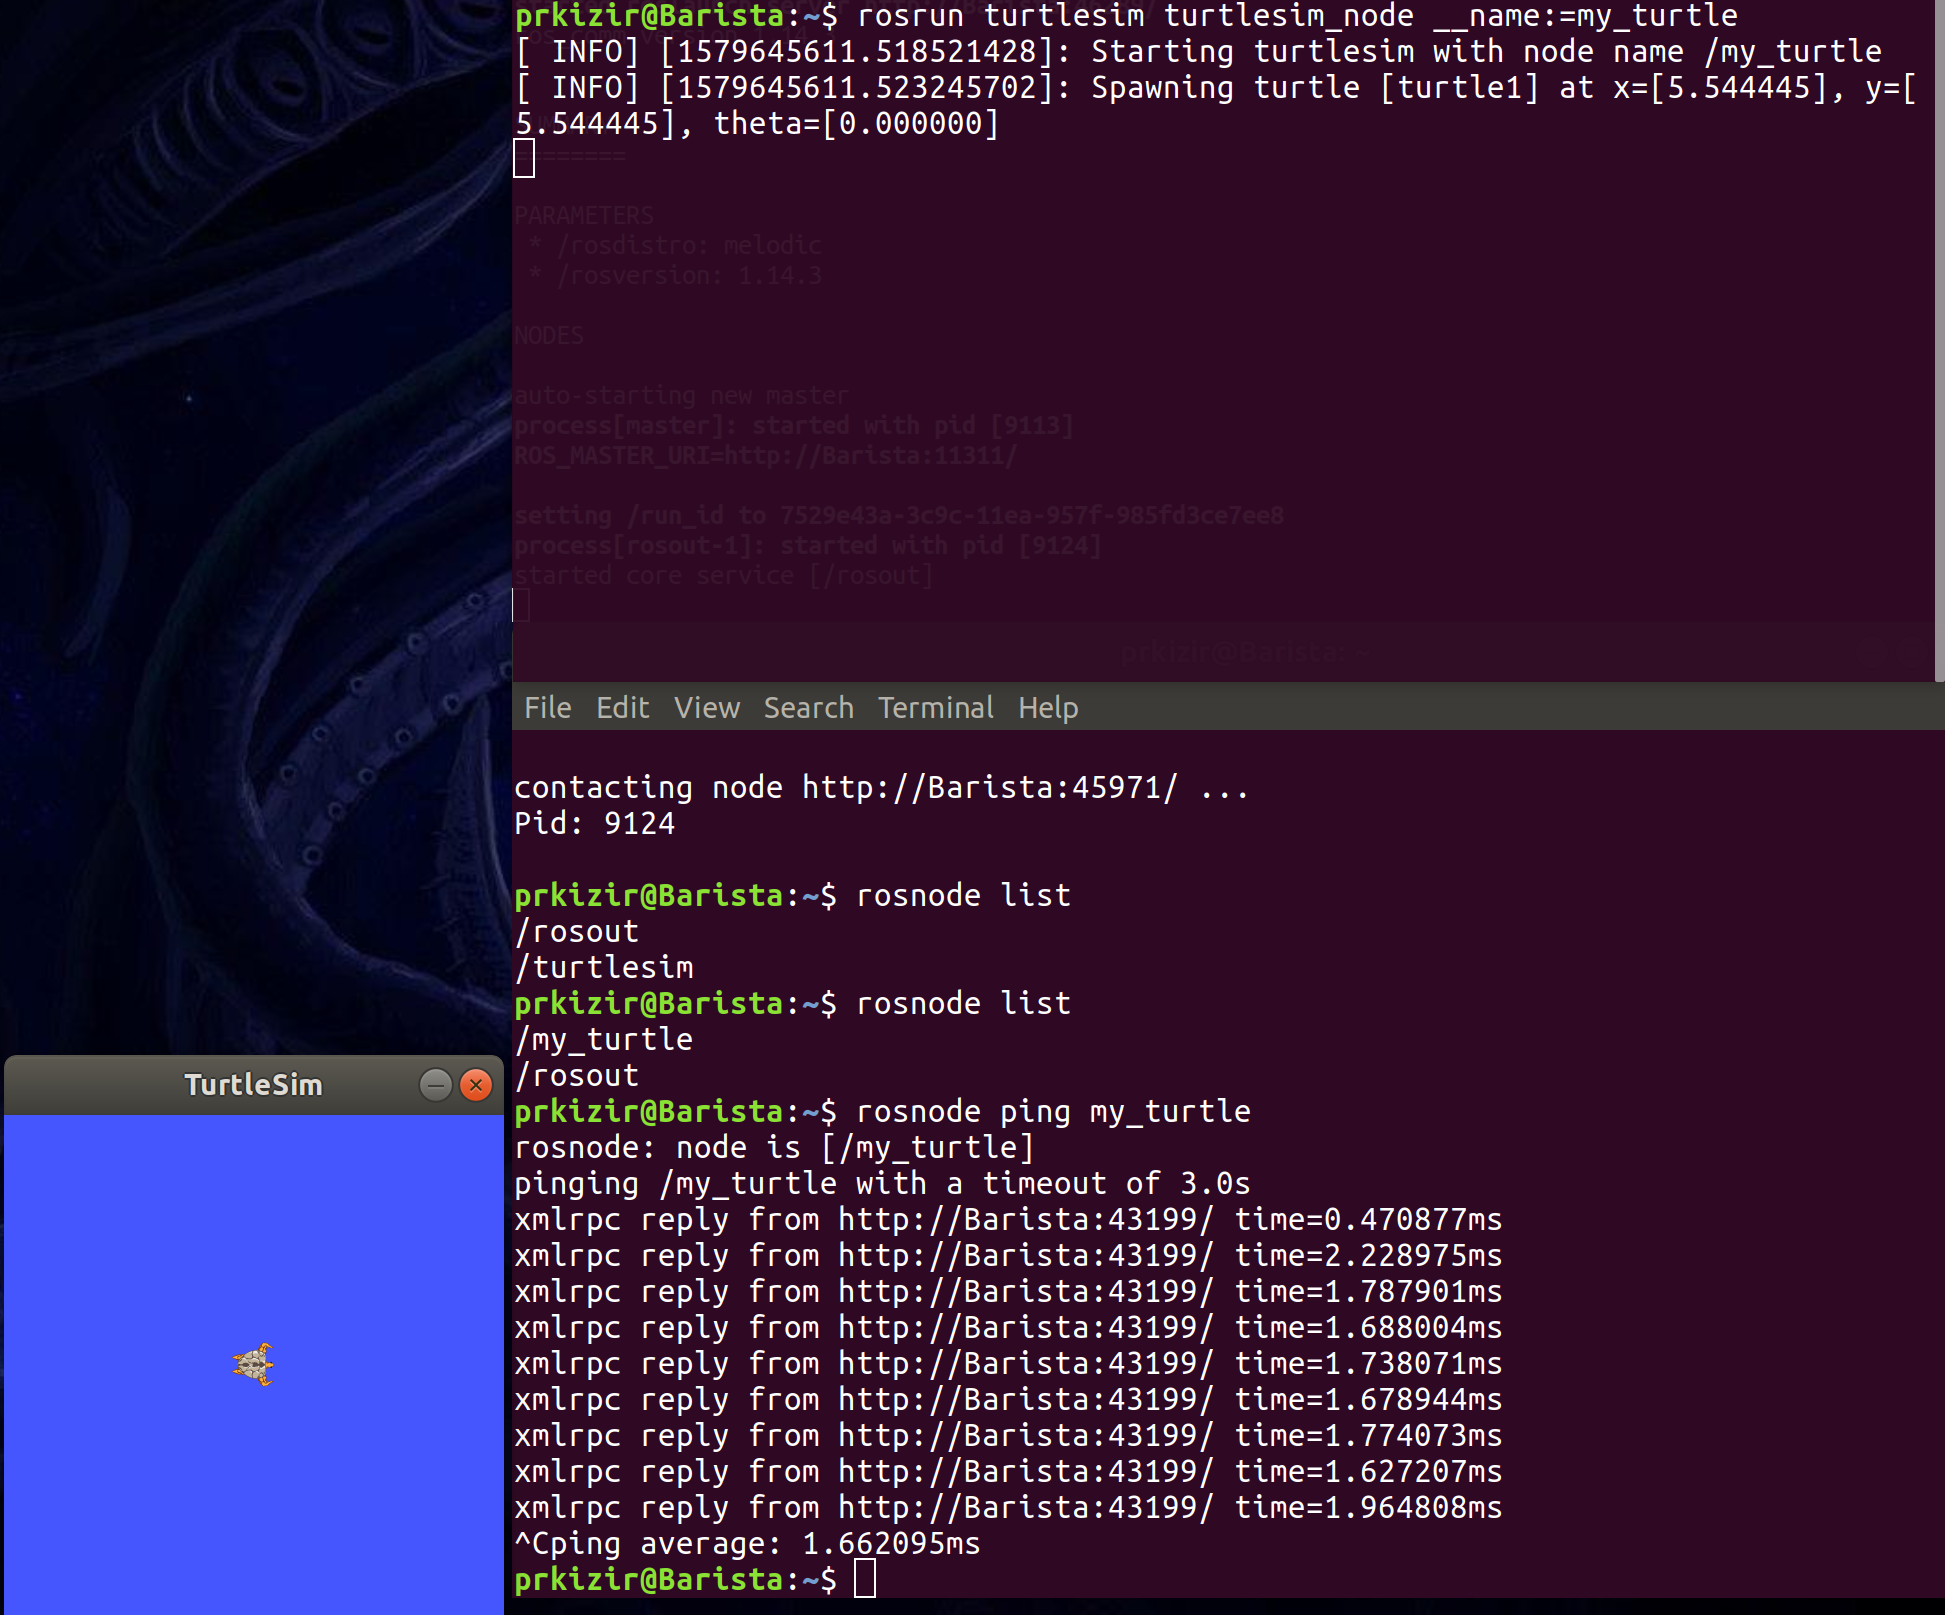 prkizir@Barista:~$ rosrun turtlesim turtlesim_node __name:=my_turtle
[ INFO] [1579645611.518521428]: Starting turtlesim with node name /my_turtle
[ INFO] [1579645611.523245702]: Spawning turtle [turtle1] at x=[5.544445], y=[
5.544445], theta=[0.000000]
========
PARAMETERS
* /rosdistro: melodic
* /rosversion: 1.14.3
NODES
auto-starting new master
process[master]: started with pid [9113]
ROS_MASTER_URI=http://Barista:11311/
setting /run_id to 7529e43a-3c9c-11ea-957f-985fd3ce7ee8
process[rosout-1]: started with pid [9124]
started core service [/rosout]
prkizir@Barista: ~
File Edit View Search Terminal Help
contacting node http://Barista:45971/ ...
Pid: 9124
prkizir@Barista:~$ rosnode list
/rosout
/turtlesim
prkizir@Barista:~$ rosnode list
/my_turtle
/rosout
prkizir@Barista:~$ rosnode ping my_turtle
rosnode: node is [/my_turtle]
pinging /my_turtle with a timeout of 3.0s
xmlrpc reply from http://Barista:43199/ time=0.470877ms
xmlrpc reply from http://Barista:43199/ time=2.228975ms
xmlrpc reply from http://Barista:43199/ time=1.787901ms
xmlrpc reply from http://Barista:43199/ time=1.688004ms
xmlrpc reply from http://Barista:43199/ time=1.738071ms
xmlrpc reply from http://Barista:43199/ time=1.678944ms
xmlrpc reply from http://Barista:43199/ time=1.774073ms
xmlrpc reply from http://Barista:43199/ time=1.627207ms
xmlrpc reply from http://Barista:43199/ time=1.964808ms
^Cping average: 1.662095ms
prkizir@Barista:~$
TurtleSim